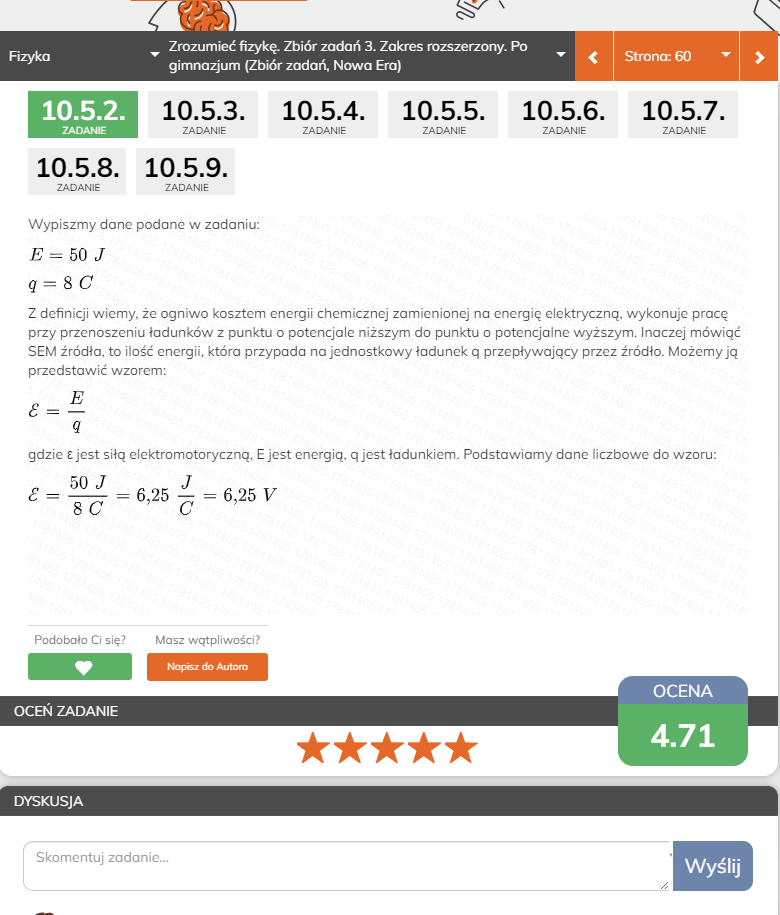 Fizyka
Zrozumieć fizykę. Zbiór zadań 3. Zakres rozszerzony. Po
gimnazjum (Zbiór zadań, Nowa Era)
Strona: 60
10.5.2. 10.5.3. 10.5.4. 10.5.5. 10.5.6. 10.5.7.
ZADANIE ZADANIE ZADANIE ZADANIE ZADANIE ZADANIE
10.5.8. 10.5.9.
ZADANIE ZADANIE
Wypiszmy dane podane w zadaniu:
E = 50 J
q = 8 C
Z definicji wiemy, że ogniwo kosztem energii chemicznej zamienionej na energię elektryczną, wykonuje pracę
przy przenoszeniu ładunków z punktu o potencjale niższym do punktu o potencjalne wyższym. Inaczej mówiąć
SEM źródła, to ilość energii, która przypada na jednostkowy ładunek q przepływający przez źródło. Możemy ją
przedstawić wzorem:
ℰ = E/q
gdzie ε jest siłą elektromotoryczną, E jest energią, q jest ładunkiem. Podstawiamy dane liczbowe do wzoru:
ℰ = 50 J/8 C = 6,25 J/C = 6,25 V
Podobało Ci się? Masz wątpliwości?
Napisz do Autora
OCENA
OCEŃ ZADANIE
4.71
DYSKUSJA
Skomentuj zadanie...
Wyślij